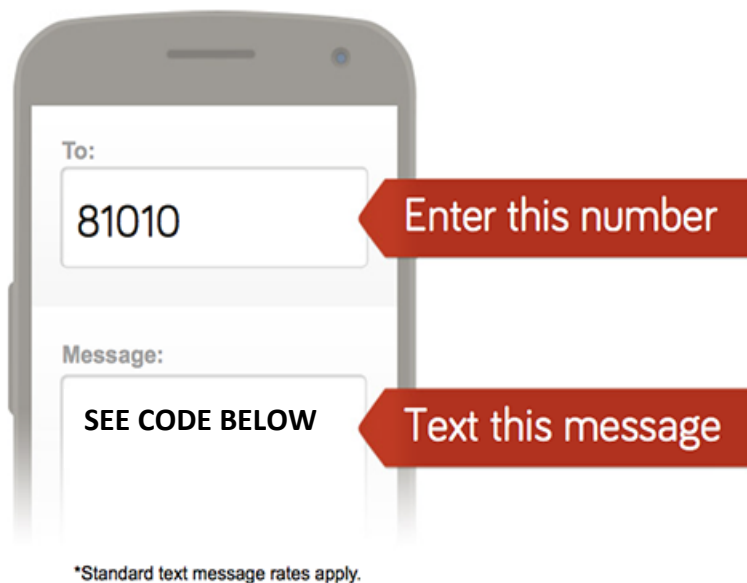 To:
81010
Enter this number
Message:
SEE CODE BELOW
Text this message
*Standard text message rates apply.